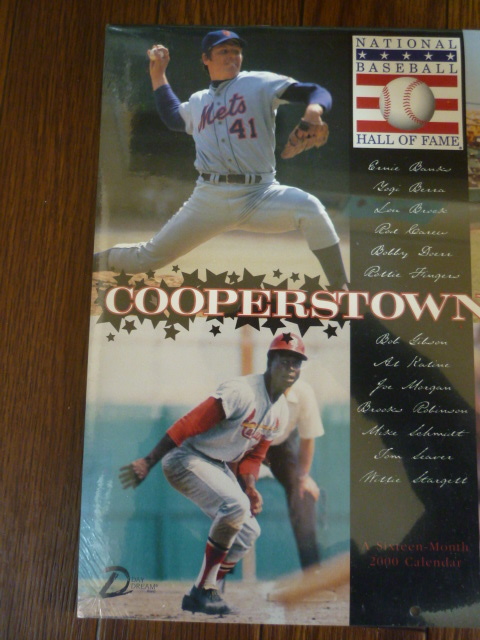 NATIONAL
BASEBALL
HALL OF FAME
Mets
41
Ernie Banks
Yogi Berra
Lou Brock
Rod Carew
Bobby Doerr
Rollie Fingers
COOPERSTOWN
Bob Gibson
Al Kaline
Joe Morgan
Brooks Robinson
Mike Schmidt
Tom Seaver
Willie Stargell
A Sixteen-Month
2000 Calendar
DAY
DREAM